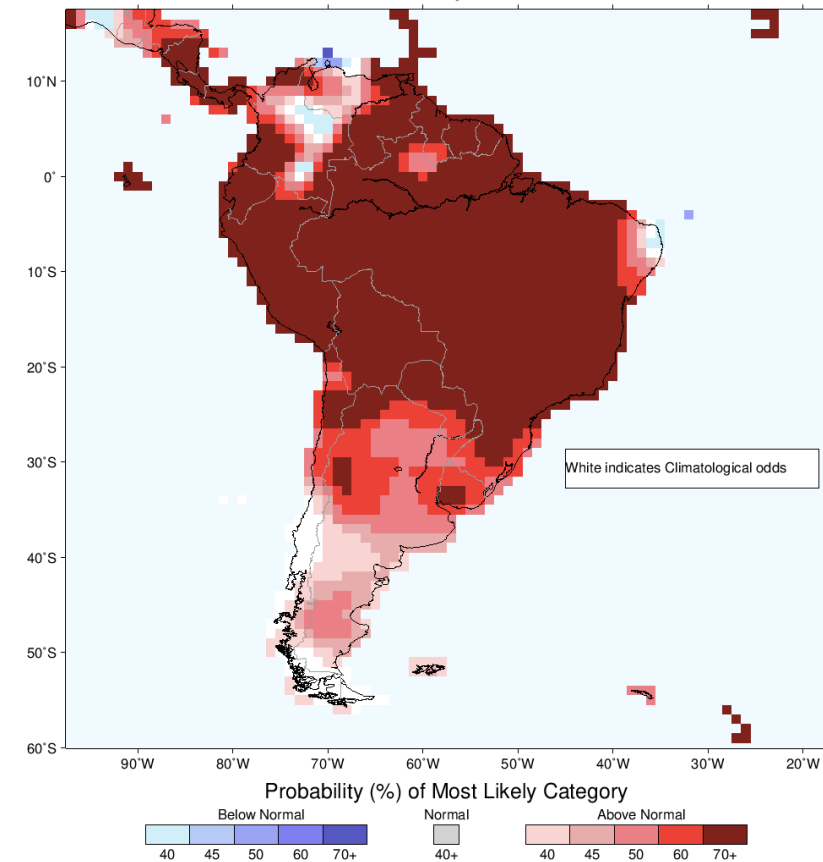 10°N
0°
10°S
20°S
30°S
40°S
50°S
60°S
White indicates Climatological odds
90°W 80°W 70°W 60°W 50°W 40°W 30°W 20°W
Probability (%) of Most Likely Category
Below Normal Normal Above Normal
40 45 50 60 70+ 40+ 40 45 50 60 70+